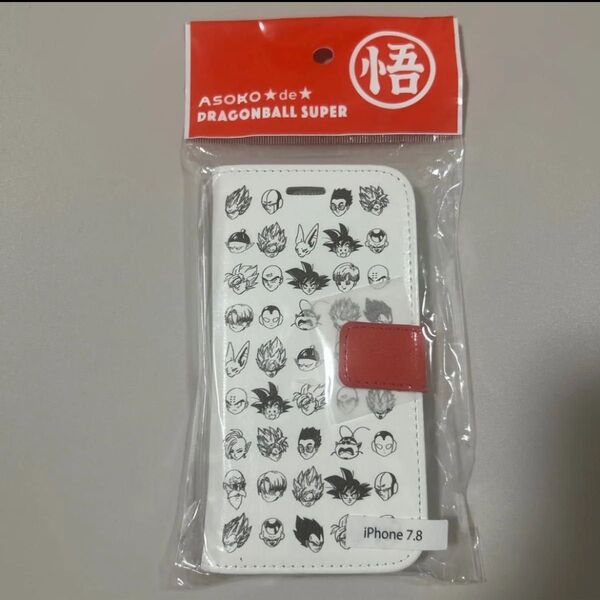 悟
ASOKO★de★
DRAGONBALL SUPER
iPhone 7.8